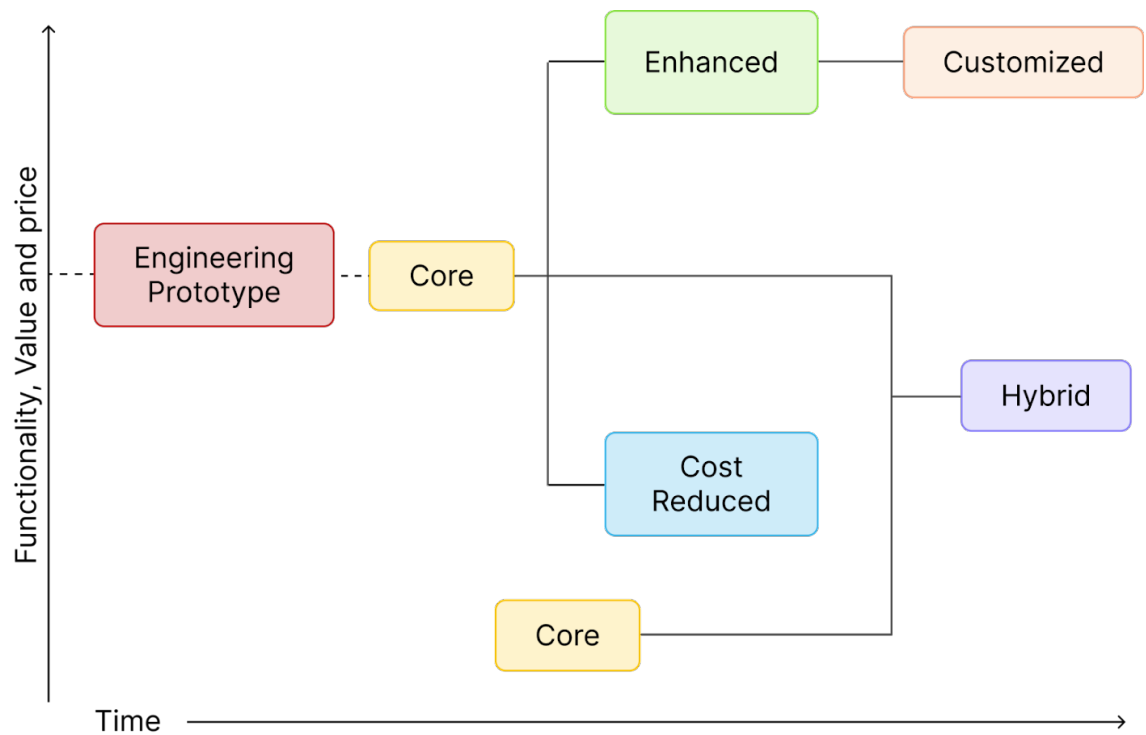 Enhanced
Customized
Functionality, Value and price
Engineering
Prototype
Core
Hybrid
Cost
Reduced
Core
Time